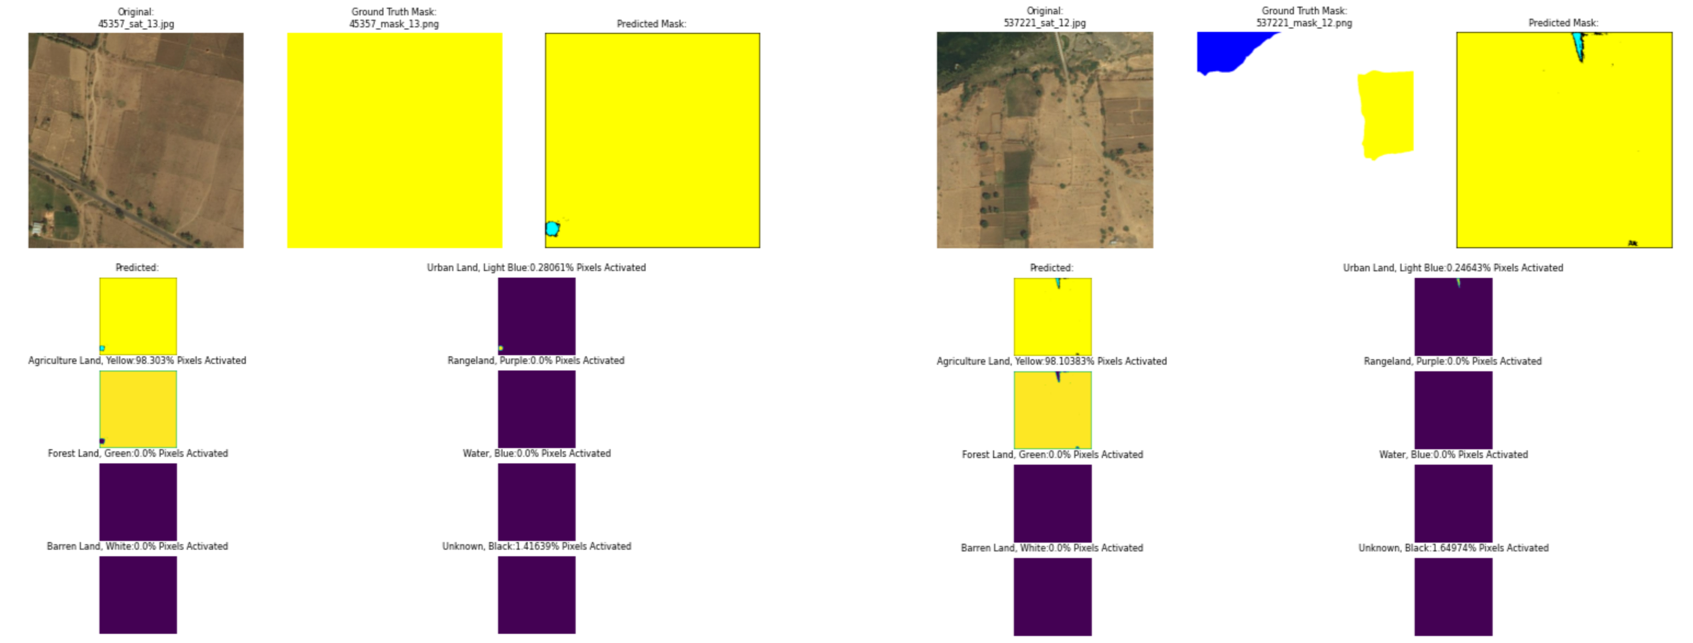 Original:
45357_sat_13.jpg
Ground Truth Mask:
45357_mask_13.png
Predicted Mask:
Predicted:
Urban Land, Light Blue:0.28061% Pixels Activated
Agriculture Land, Yellow:98.303% Pixels Activated
Rangeland, Purple:0.0% Pixels Activated
Forest Land, Green:0.0% Pixels Activated
Water, Blue:0.0% Pixels Activated
Barren Land, White:0.0% Pixels Activated
Unknown, Black:1.41639% Pixels Activated
Original:
537221_sat_12.jpg
Ground Truth Mask:
537221_mask_12.png
Predicted Mask:
Predicted:
Urban Land, Light Blue:0.24643% Pixels Activated
Agriculture Land, Yellow:98.10383% Pixels Activated
Rangeland, Purple:0.0% Pixels Activated
Forest Land, Green:0.0% Pixels Activated
Water, Blue:0.0% Pixels Activated
Barren Land, White:0.0% Pixels Activated
Unknown, Black:1.64974% Pixels Activated